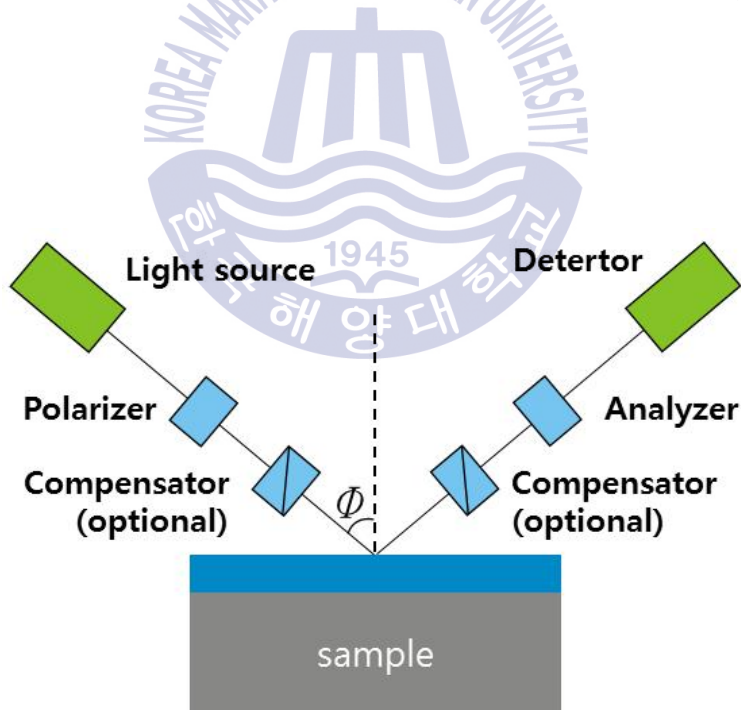 KOREA MARI
UNIVERSITY
1945
한국해양대학교
Light source
Detertor
Polarizer
Analyzer
Compensator
(optional)
Compensator
(optional)
Φ
sample